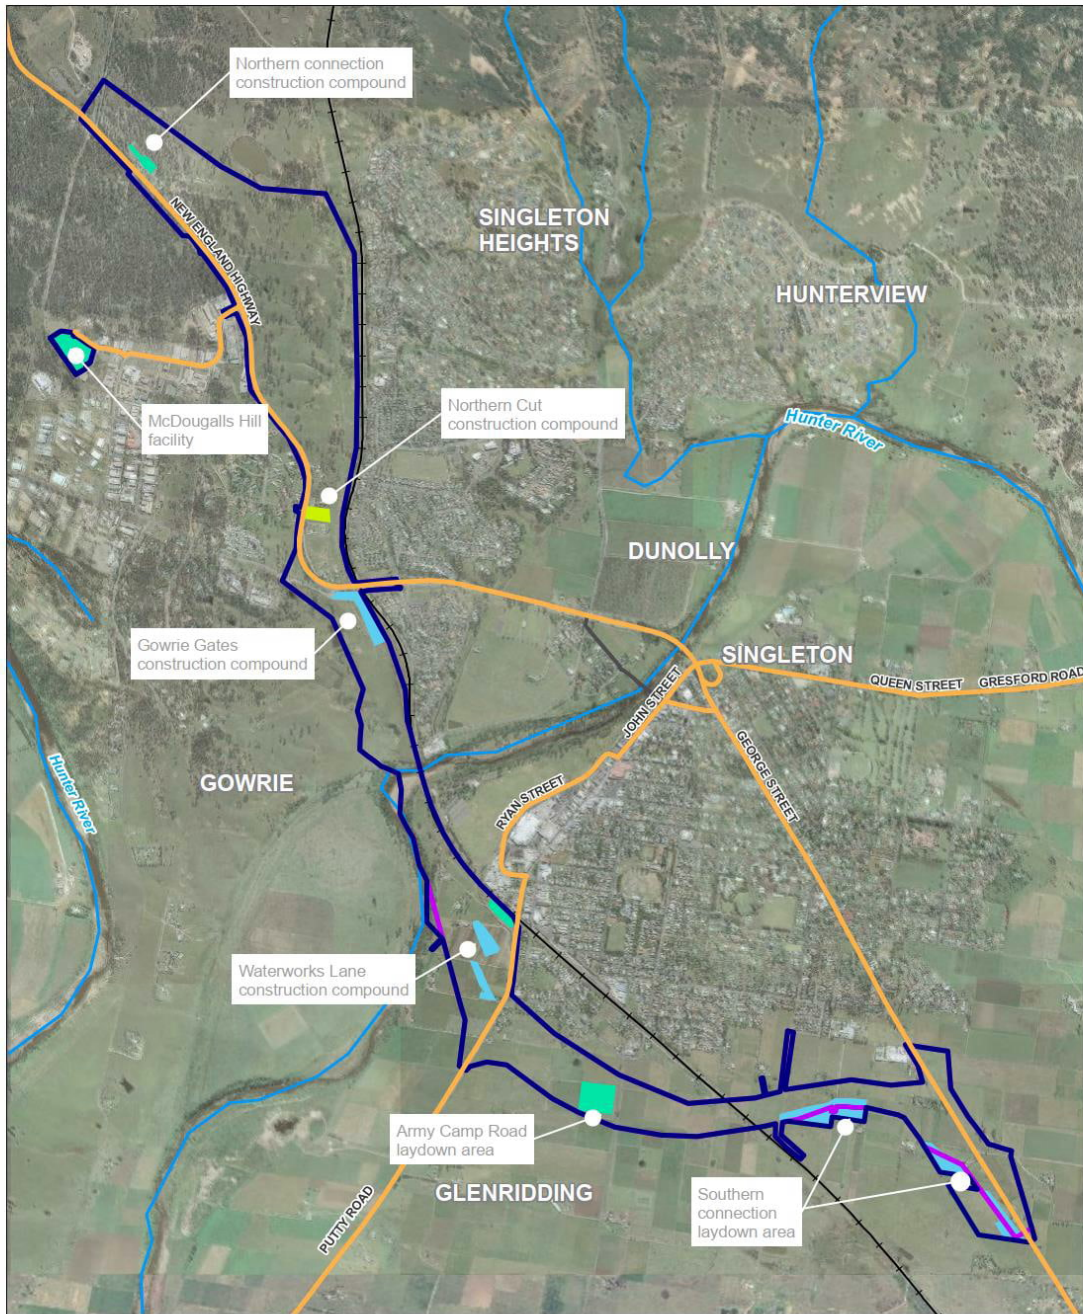 Northern connection
construction compound
SINGLETON
HEIGHTS
NEW ENGLAND HIGHWAY
HUNTERVIEW
McDougalls Hill
facility
Northern Cut
construction compound
Hunter River
DUNOLLY
Gowrie Gates
construction compound
SINGLETON
QUEEN STREET
GRESFORD ROAD
JOHN STREET
GEORGE STREET
Hunter River
GOWRIE
RYAN STREET
Waterworks Lane
construction compound
Army Camp Road
laydown area
GLENRIDDING
PUTTY ROAD
Southern
connection
laydown area